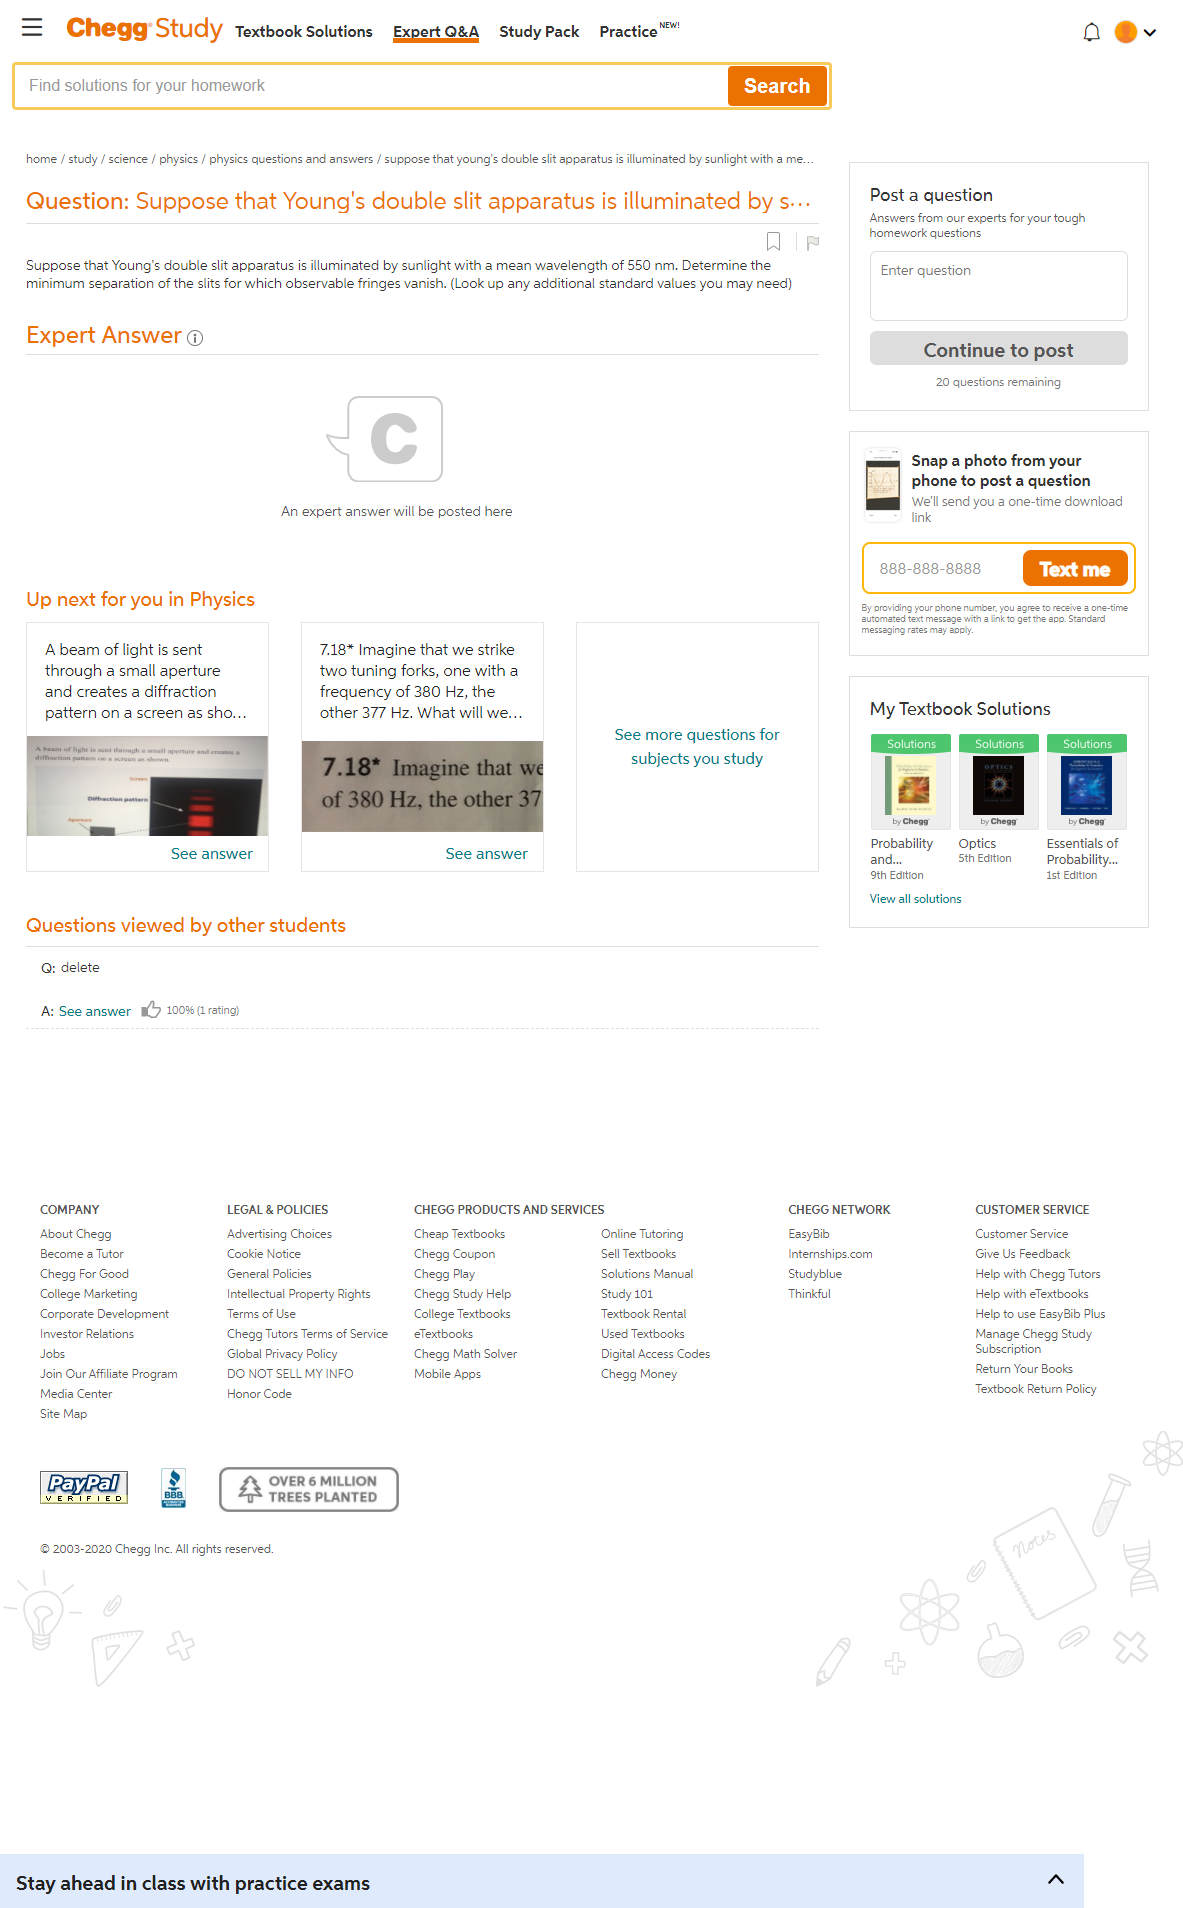 Chegg® Study Textbook Solutions Expert Q&A Study Pack Practice NEW!
Find solutions for your homework Search
home / study / science / physics / physics questions and answers / suppose that young's double slit apparatus is illuminated by sunlight with a me...
Question: Suppose that Young's double slit apparatus is illuminated by s...
Suppose that Young's double slit apparatus is illuminated by sunlight with a mean wavelength of 550 nm. Determine the
minimum separation of the slits for which observable fringes vanish. (Look up any additional standard values you may need)
Expert Answer
C
An expert answer will be posted here
Up next for you in Physics
A beam of light is sent
through a small aperture
and creates a diffraction
pattern on a screen as sho...
A beam of light is sent through a small aperture and creates a
diffraction pattern on a screen as shown.
Screen
Diffraction pattern
Aperture
See answer
7.18* Imagine that we strike
two tuning forks, one with a
frequency of 380 Hz, the
other 377 Hz. What will we...
7.18* Imagine that we
of 380 Hz, the other 37
See answer
See more questions for
subjects you study
Questions viewed by other students
Q: delete
A: See answer 100% (1 rating)
Post a question
Answers from our experts for your tough
homework questions
Enter question
Continue to post
20 questions remaining
Snap a photo from your
phone to post a question
We'll send you a one-time download
link
888-888-8888 Text me
By providing your phone number, you agree to receive a one-time
automated text message with a link to get the app. Standard
messaging rates may apply.
My Textbook Solutions
Solutions Solutions Solutions
OPTICS
by Chegg® by Chegg® by Chegg®
Probability
and...
9th Edition
Optics
5th Edition
Essentials of
Probability...
1st Edition
View all solutions
COMPANY
About Chegg
Become a Tutor
Chegg For Good
College Marketing
Corporate Development
Investor Relations
Jobs
Join Our Affiliate Program
Media Center
Site Map
LEGAL & POLICIES
Advertising Choices
Cookie Notice
General Policies
Intellectual Property Rights
Terms of Use
Chegg Tutors Terms of Service
Global Privacy Policy
DO NOT SELL MY INFO
Honor Code
CHEGG PRODUCTS AND SERVICES
Cheap Textbooks
Chegg Coupon
Chegg Play
Chegg Study Help
College Textbooks
eTextbooks
Chegg Math Solver
Mobile Apps
Online Tutoring
Sell Textbooks
Solutions Manual
Study 101
Textbook Rental
Used Textbooks
Digital Access Codes
Chegg Money
CHEGG NETWORK
EasyBib
Internships.com
Studyblue
Thinkful
CUSTOMER SERVICE
Customer Service
Give Us Feedback
Help with Chegg Tutors
Help with eTextbooks
Help to use EasyBib Plus
Manage Chegg Study
Subscription
Return Your Books
Textbook Return Policy
PayPal
VERIFIED
BBB
OVER 6 MILLION
TREES PLANTED
© 2003-2020 Chegg Inc. All rights reserved.
Notes
Stay ahead in class with practice exams